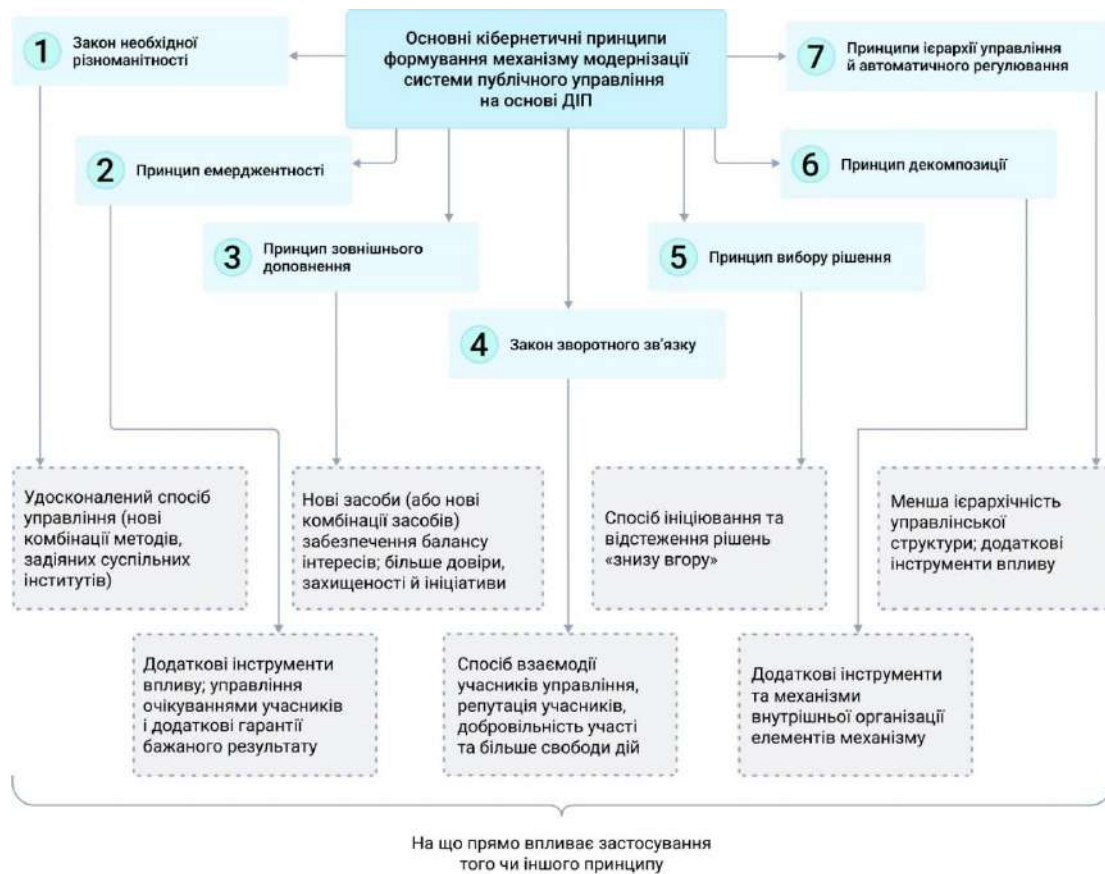 Основні кібернетичні принципи
формування механізму модернізації
системи публічного управління
на основі ДІП
1
Закон необхідної
різноманітності
2
Принцип емерджентності
3
Принцип зовнішнього
доповнення
4
Закон зворотного зв’язку
5
Принцип вибору рішення
6
Принцип декомпозиції
7
Принципи ієрархії управління
й автоматичного регулювання
Удосконалений спосіб
управління (нові
комбінації методів,
задіяних суспільних
інститутів)
Нові засоби (або нові
комбінації засобів)
забезпечення балансу
інтересів; більше довіри,
захищеності й ініціативи
Спосіб ініціювання та
відстеження рішень
«знизу вгору»
Менша ієрархічність
управлінської
структури; додаткові
інструменти впливу
Додаткові інструменти
впливу; управління
очікуваннями учасників
і додаткові гарантії
бажаного результату
Спосіб взаємодії
учасників управління,
репутація учасників,
добровільність участі
та більше свободи дій
Додаткові інструменти
та механізми
внутрішньої організації
елементів механізму
На що прямо впливає застосування
того чи іншого принципу